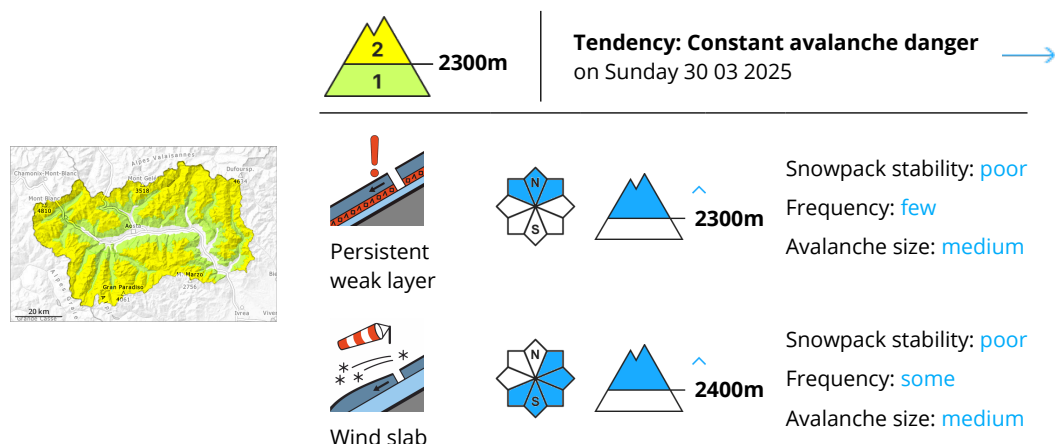 2
1
2300m
Tendency: Constant avalanche danger
on Sunday 30 03 2025
Alpes Valaisannes
Chamonix-Mont-Blanc
Mont Gelé
Dufoursp.
3518
Mont Blanc
4810
Aosta
M. Marzo
2756
Gran Paradiso
4061
20 km
Ivrea
Persistent
weak layer
N
S
2300m
Snowpack stability: poor
Frequency: few
Avalanche size: medium
Wind slab
N
S
2400m
Snowpack stability: poor
Frequency: some
Avalanche size: medium